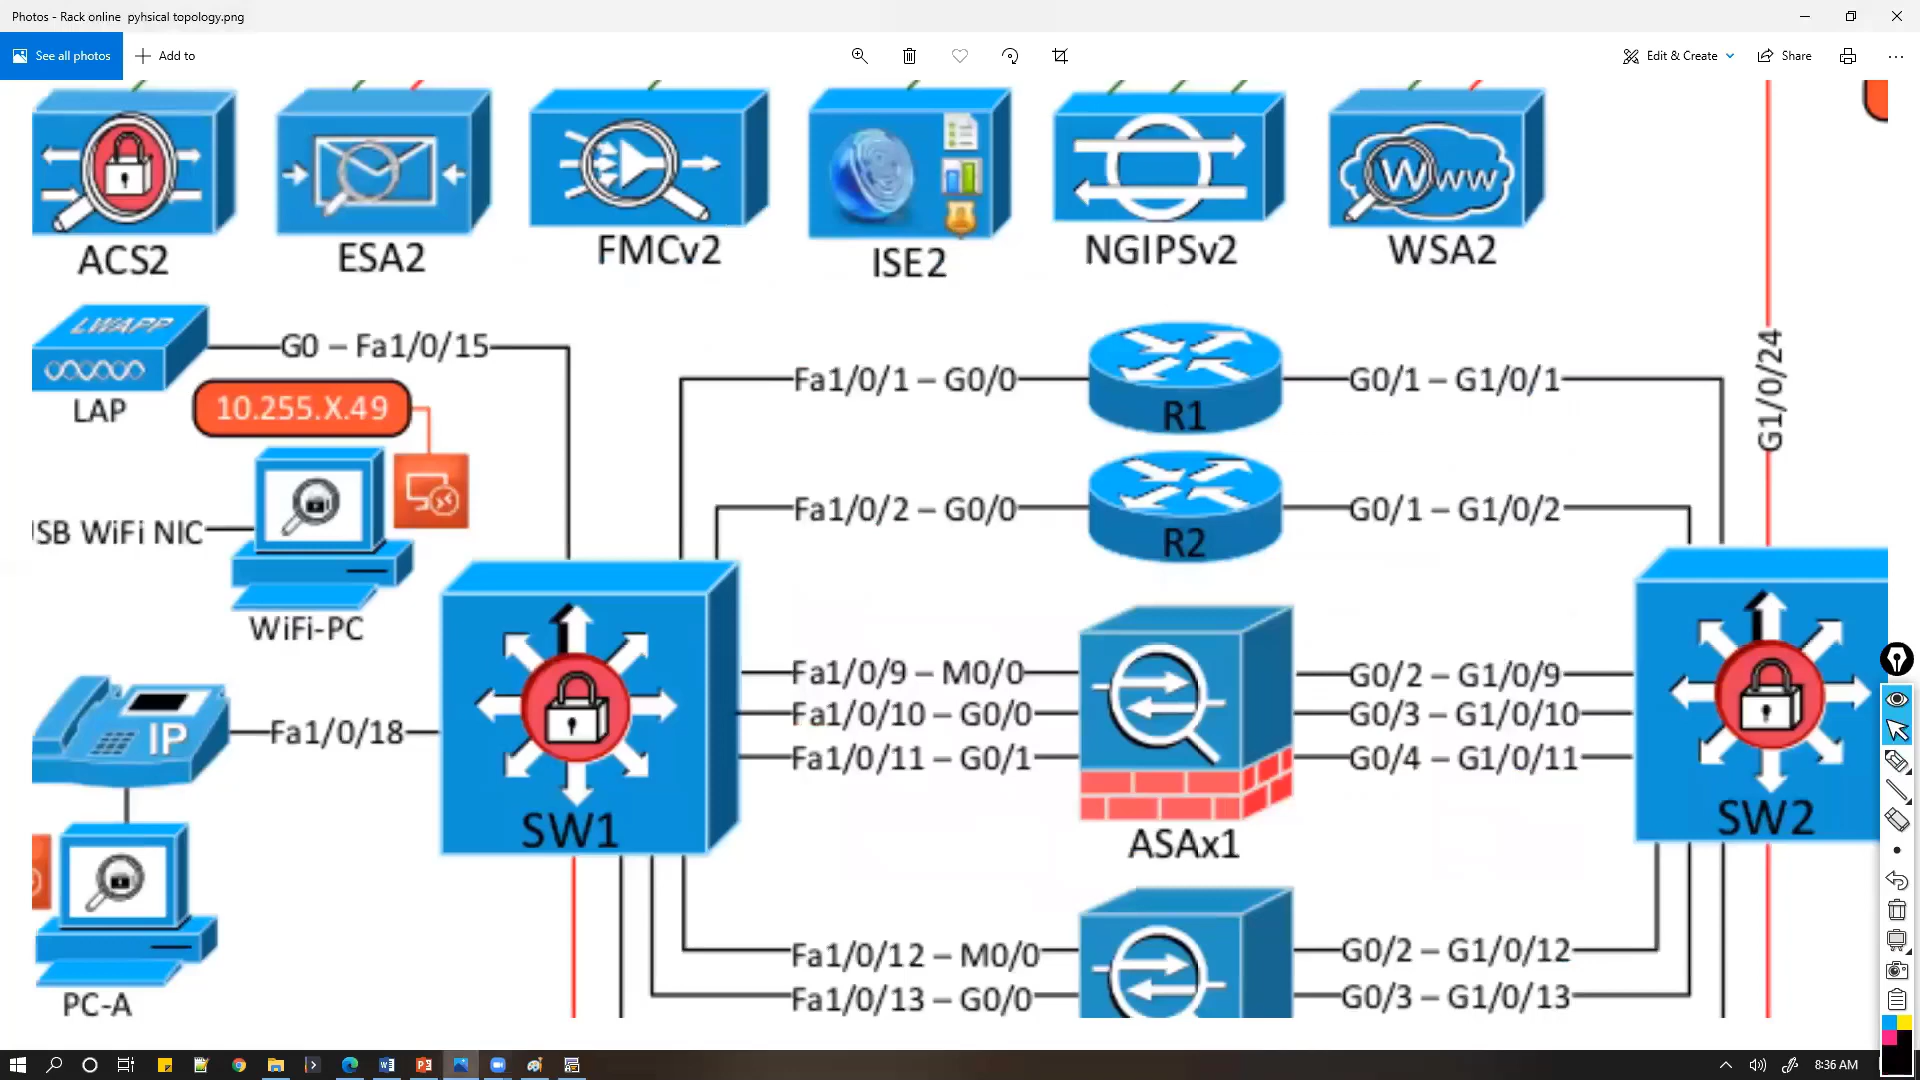 Photos - Rack online pyhsical topology.png
See all photos
Add to
Edit & Create
Share
ACS2
ESA2
FMCv2
ISE2
NGIPSv2
WSA2
WWW
LWAPP
LAP
G0 – Fa1/0/15
10.255.X.49
SB WiFi NIC
WiFi-PC
Fa1/0/1 – G0/0
R1
G0/1 – G1/0/1
G1/0/24
Fa1/0/2 – G0/0
R2
G0/1 – G1/0/2
IP
Fa1/0/18
SW1
Fa1/0/9 – M0/0
Fa1/0/10 – G0/0
Fa1/0/11 – G0/1
ASAx1
G0/2 – G1/0/9
G0/3 – G1/0/10
G0/4 – G1/0/11
SW2
PC-A
Fa1/0/12 – M0/0
Fa1/0/13 – G0/0
G0/2 – G1/0/12
G0/3 – G1/0/13
8:36 AM